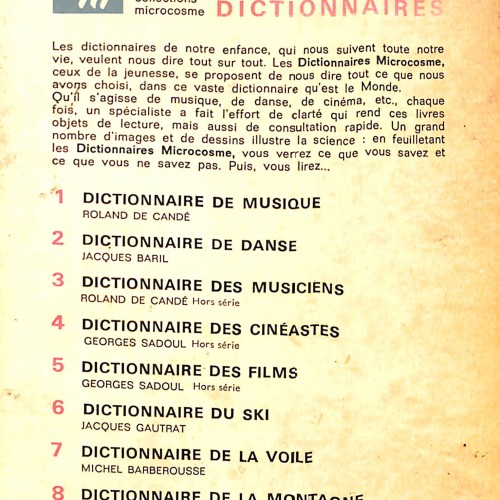 collections
microcosme
DICTIONNAIRES
Les dictionnaires de notre enfance, qui nous suivent toute notre
vie, veulent nous dire tout sur tout. Les Dictionnaires Microcosme,
ceux de la jeunesse, se proposent de nous dire tout ce que nous
avons choisi, dans ce vaste dictionnaire qu'est le Monde.
Qu'il s'agisse de musique, de danse, de cinéma, etc., chaque
fois, un spécialiste a fait l'effort de clarté qui rend ces livres
objets de lecture, mais aussi de consultation rapide. Un grand
nombre d'images et de dessins illustre la science : en feuilletant
les Dictionnaires Microcosme, vous verrez ce que vous savez et
ce que vous ne savez pas. Puis, vous lirez...
1 DICTIONNAIRE DE MUSIQUE
ROLAND DE CANDÉ
2 DICTIONNAIRE DE DANSE
JACQUES BARIL
3 DICTIONNAIRE DES MUSICIENS
ROLAND DE CANDÉ Hors série
4 DICTIONNAIRE DES CINÉASTES
GEORGES SADOUL Hors série
5 DICTIONNAIRE DES FILMS
GEORGES SADOUL Hors série
6 DICTIONNAIRE DU SKI
JACQUES GAUTRAT
7 DICTIONNAIRE DE LA VOILE
MICHEL BARBEROUSSE
8 DICTIONNAIRE DE LA MONTAGNE